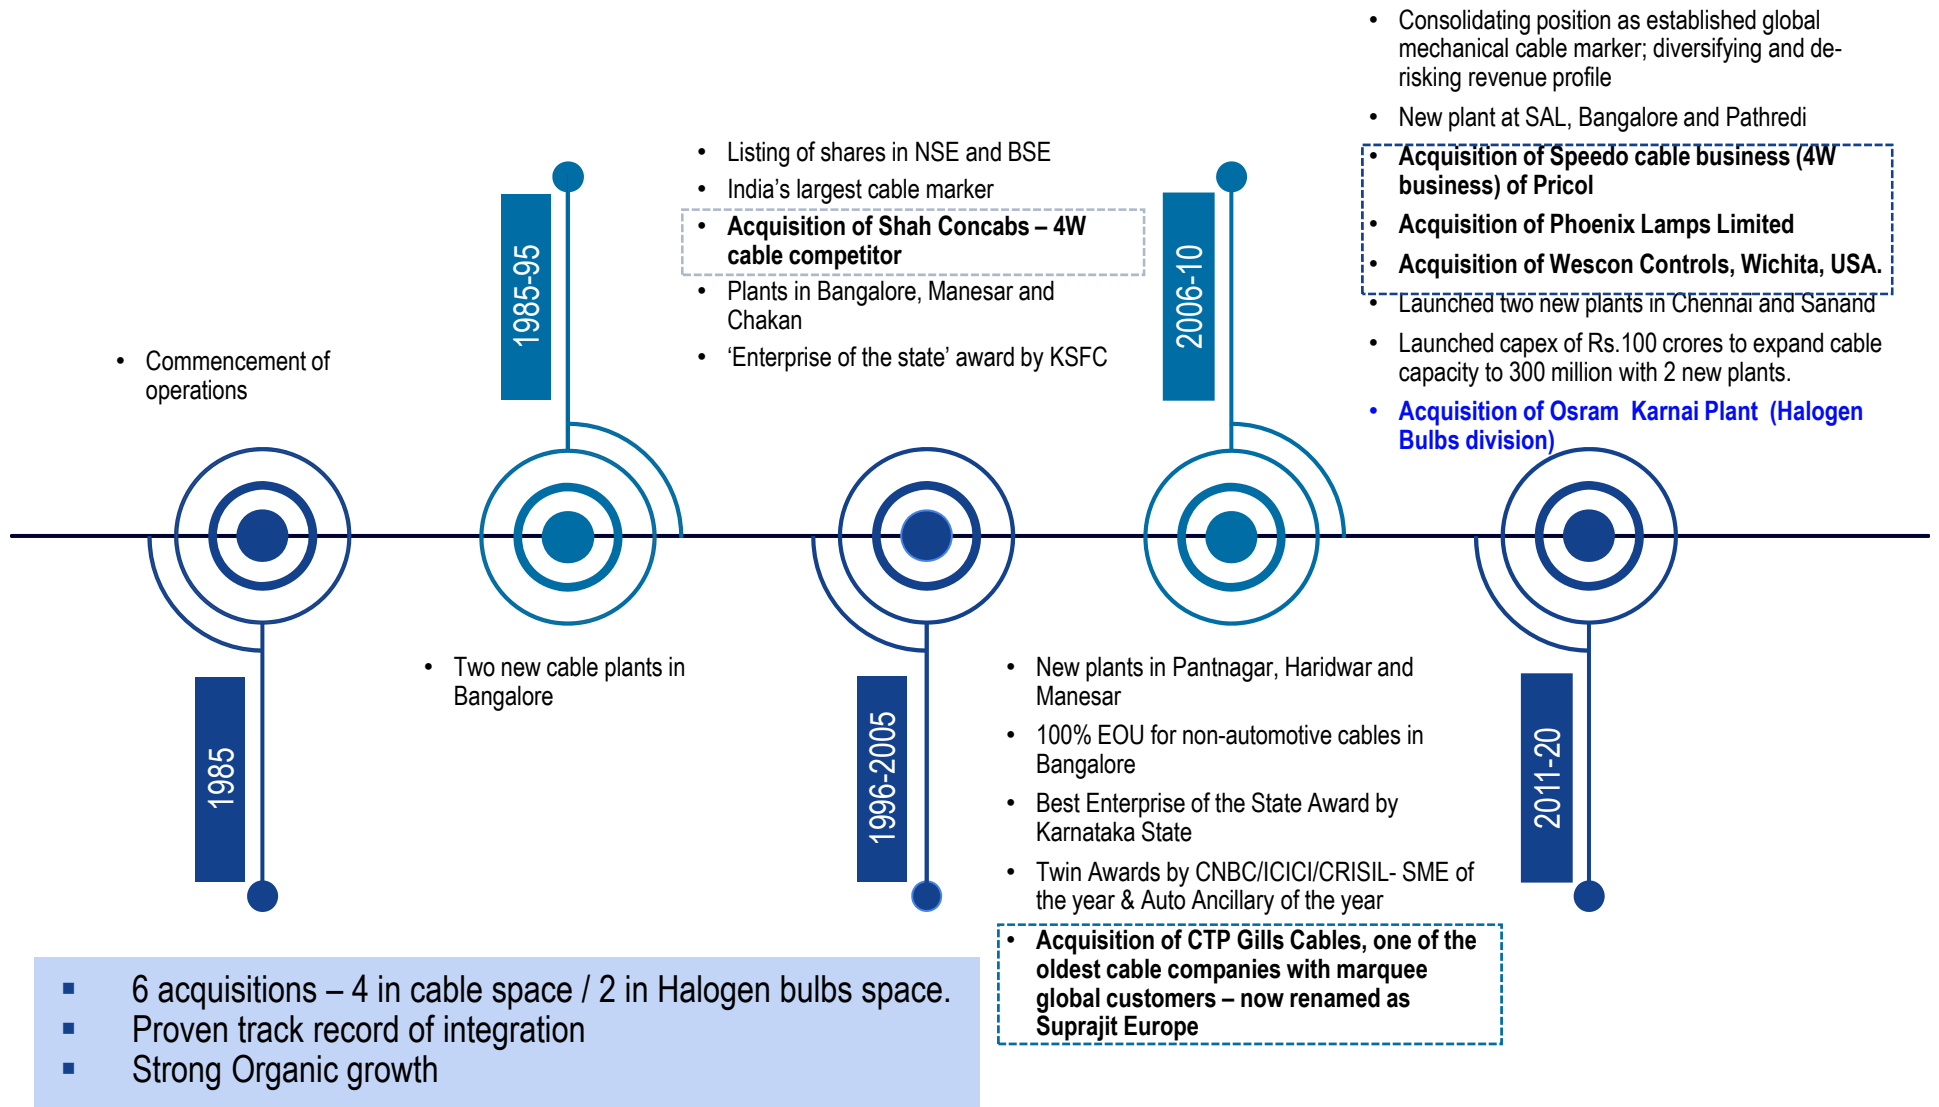 1985
• Commencement of
operations
1985-95
• Two new cable plants in
Bangalore
1996-2005
• Listing of shares in NSE and BSE
• India’s largest cable marker
• Acquisition of Shah Concabs – 4W
cable competitor
• Plants in Bangalore, Manesar and
Chakan
• ‘Enterprise of the state’ award by KSFC
2006-10
• New plants in Pantnagar, Haridwar and
Manesar
• 100% EOU for non-automotive cables in
Bangalore
• Best Enterprise of the State Award by
Karnataka State
• Twin Awards by CNBC/ICICI/CRISIL- SME of
the year & Auto Ancillary of the year
• Acquisition of CTP Gills Cables, one of the
oldest cable companies with marquee
global customers – now renamed as
Suprajit Europe
2011-20
• Consolidating position as established global
mechanical cable marker; diversifying and de-
risking revenue profile
• New plant at SAL, Bangalore and Pathredi
• Acquisition of Speedo cable business (4W
business) of Pricol
• Acquisition of Phoenix Lamps Limited
• Acquisition of Wescon Controls, Wichita, USA.
• Launched two new plants in Chennai and Sanand
• Launched capex of Rs.100 crores to expand cable
capacity to 300 million with 2 new plants.
• Acquisition of Osram Karnai Plant (Halogen
Bulbs division)
▪ 6 acquisitions – 4 in cable space / 2 in Halogen bulbs space.
▪ Proven track record of integration
▪ Strong Organic growth